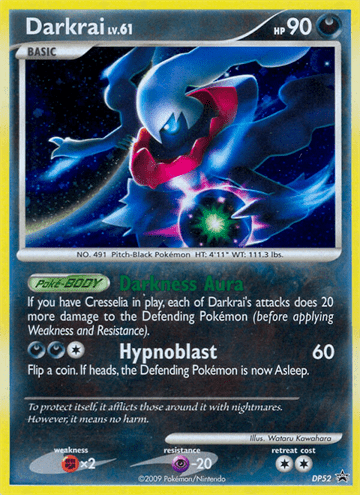 Darkrai LV.61 HP 90
BASIC
NO. 491 Pitch-Black Pokémon HT: 4'11" WT: 111.3 lbs.
Poké-BODY Darkness Aura
If you have Cresselia in play, each of Darkrai's attacks does 20
more damage to the Defending Pokémon (before applying
Weakness and Resistance).
Hypnoblast 60
Flip a coin. If heads, the Defending Pokémon is now Asleep.
To protect itself, it afflicts those around it with nightmares.
However, it means no harm.
Illus. Wataru Kawahara
weakness resistance retreat cost
×2 -20
©2009 Pokémon/Nintendo DP52